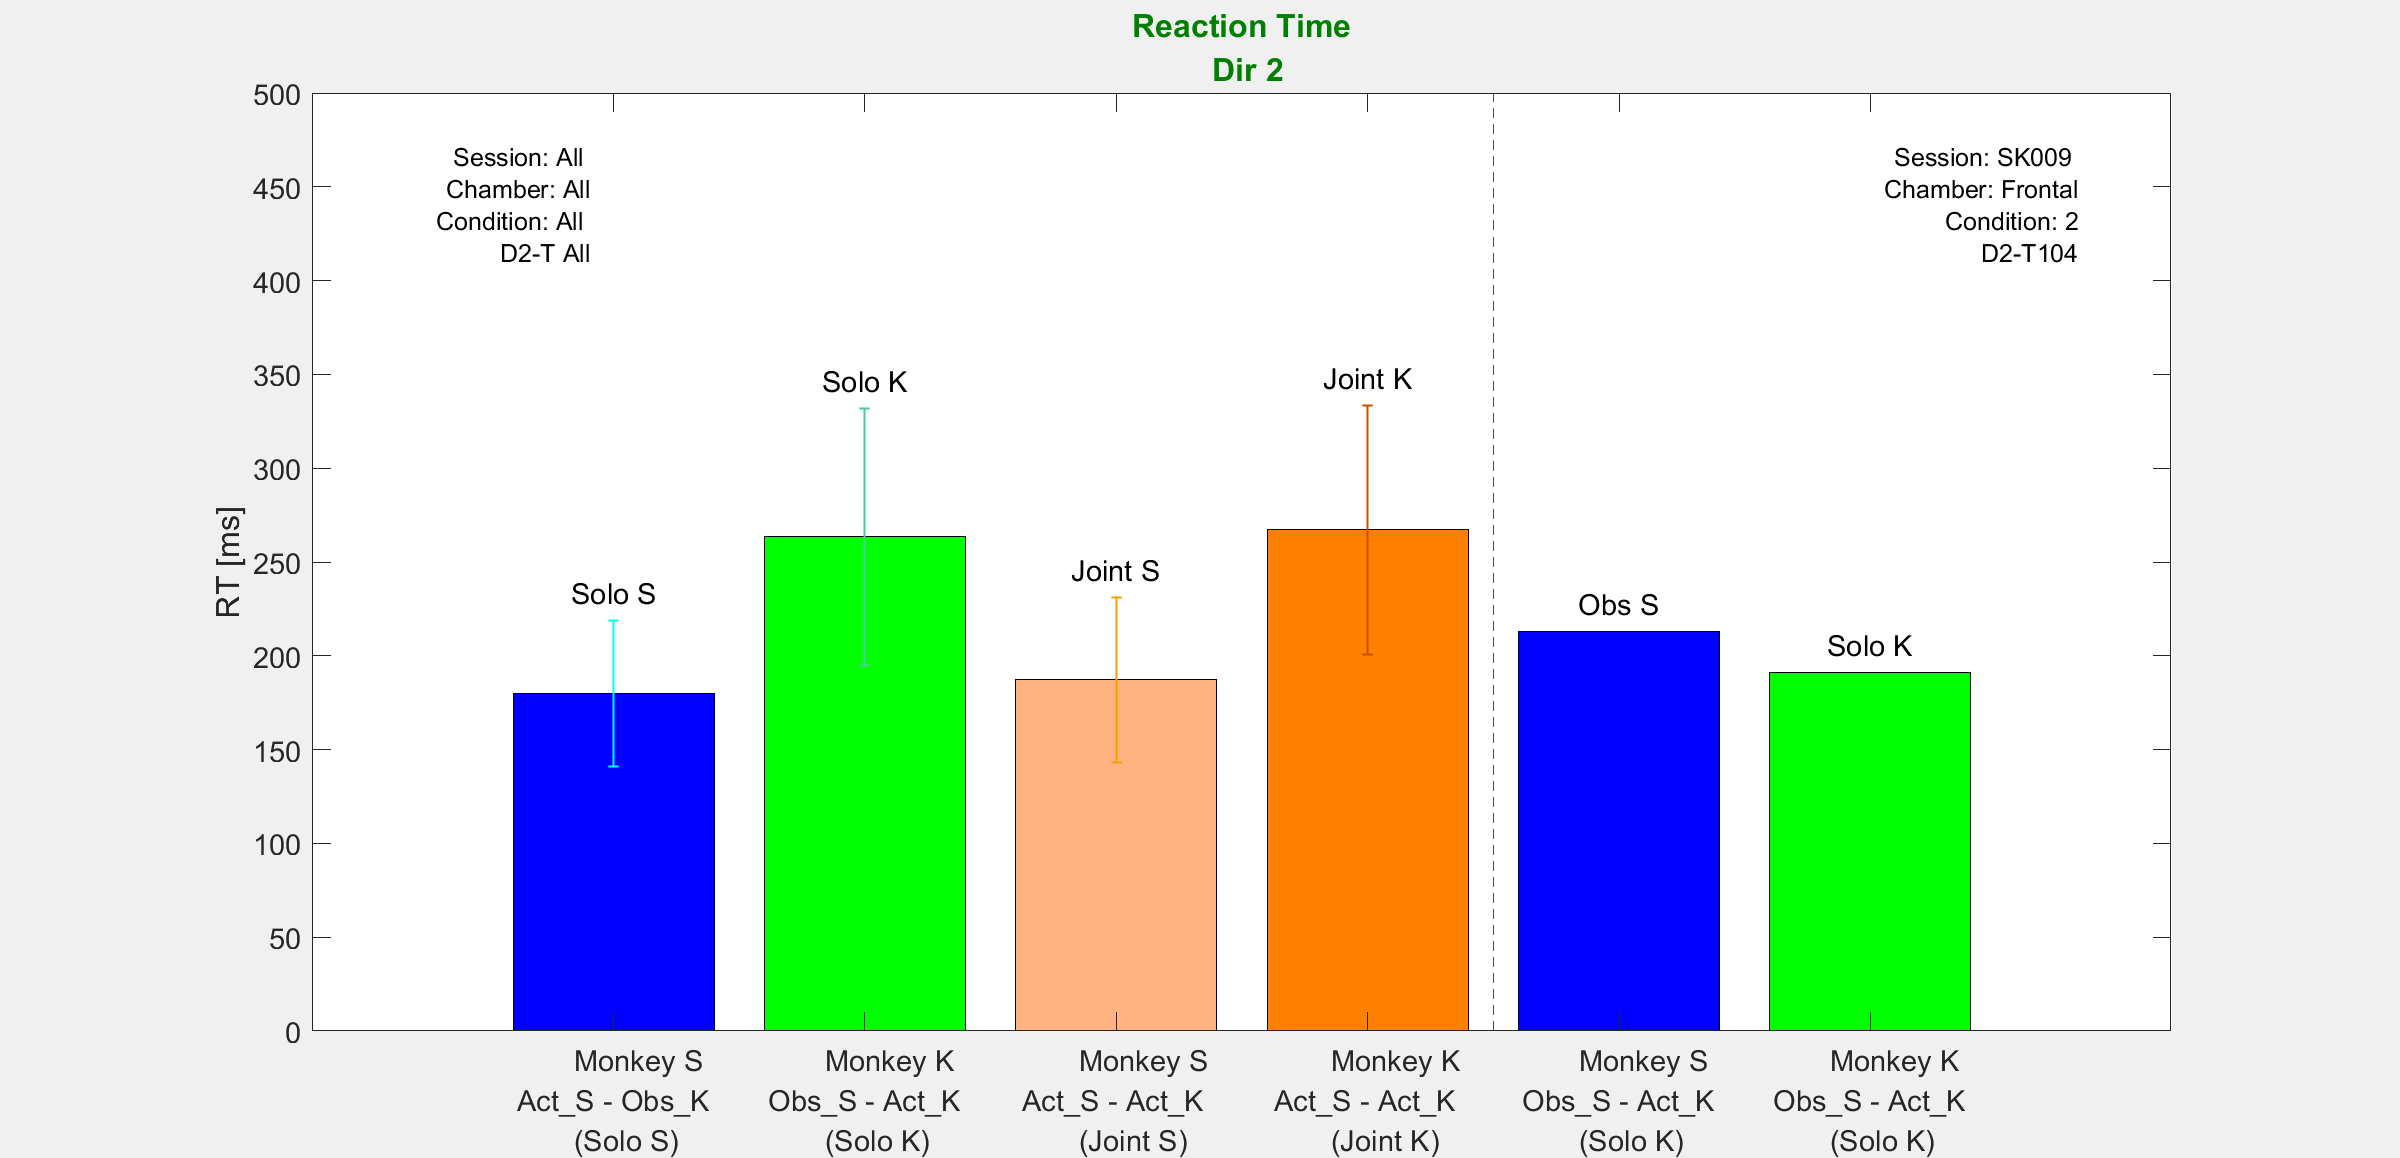 Reaction Time
Dir 2
500
450
400
350
300
250
200
150
100
50
0
RT [ms]
Session: All
Chamber: All
Condition: All
D2-T All
Session: SK009
Chamber: Frontal
Condition: 2
D2-T104
Solo S
Solo K
Joint S
Joint K
Obs S
Solo K
Monkey S
Act_S - Obs_K
(Solo S)
Monkey K
Obs_S - Act_K
(Solo K)
Monkey S
Act_S - Act_K
(Joint S)
Monkey K
Act_S - Act_K
(Joint K)
Monkey S
Obs_S - Act_K
(Solo K)
Monkey K
Obs_S - Act_K
(Solo K)